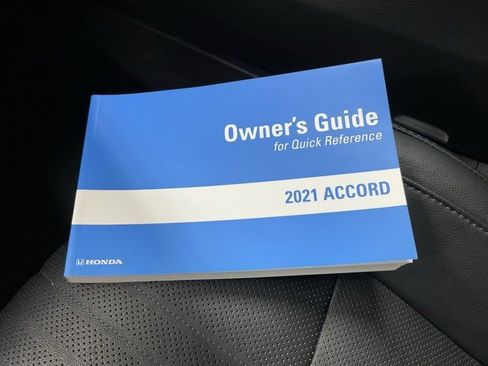 Owner's Guide
for Quick Reference
2021 ACCORD
HONDA